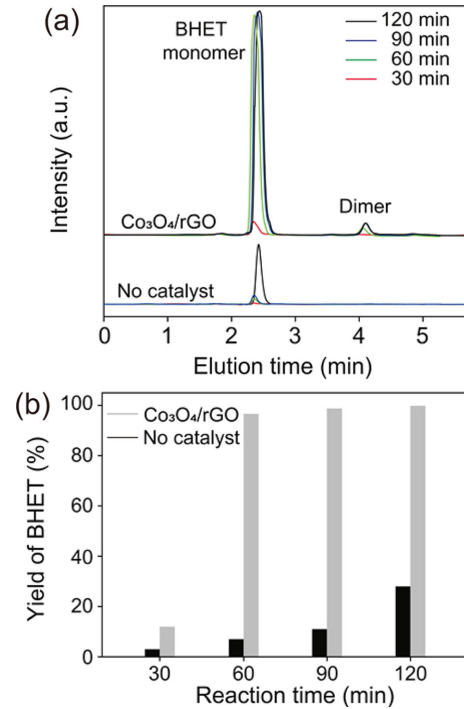 (a)
BHET
monomer
120 min
90 min
60 min
30 min
Intensity (a.u.)
Co₃O₄/rGO
Dimer
No catalyst
0 1 2 3 4 5
Elution time (min)
(b)
Co₃O₄/rGO
No catalyst
Yield of BHET (%)
100
80
60
40
20
0
30 60 90 120
Reaction time (min)